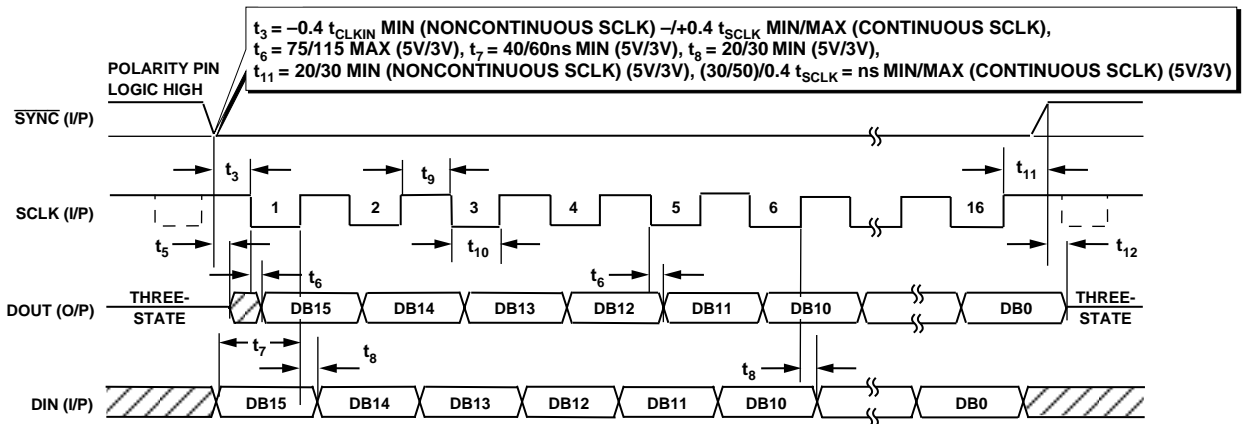 t3 = –0.4 tCLKIN MIN (NONCONTINUOUS SCLK) –/+0.4 tSCLK MIN/MAX (CONTINUOUS SCLK),
t6 = 75/115 MAX (5V/3V), t7 = 40/60ns MIN (5V/3V), t8 = 20/30 MIN (5V/3V),
t11 = 20/30 MIN (NONCONTINUOUS SCLK) (5V/3V), (30/50)/0.4 tSCLK = ns MIN/MAX (CONTINUOUS SCLK) (5V/3V)
POLARITY PIN
LOGIC HIGH
SYNC (I/P)
t3 t9 t11
SCLK (I/P) 1 2 3 4 5 6 16
t5 t10 t12
t6 t6
DOUT (O/P) THREE-STATE DB15 DB14 DB13 DB12 DB11 DB10 DB0 THREE-STATE
t7 t8 t8
DIN (I/P) DB15 DB14 DB13 DB12 DB11 DB10 DB0